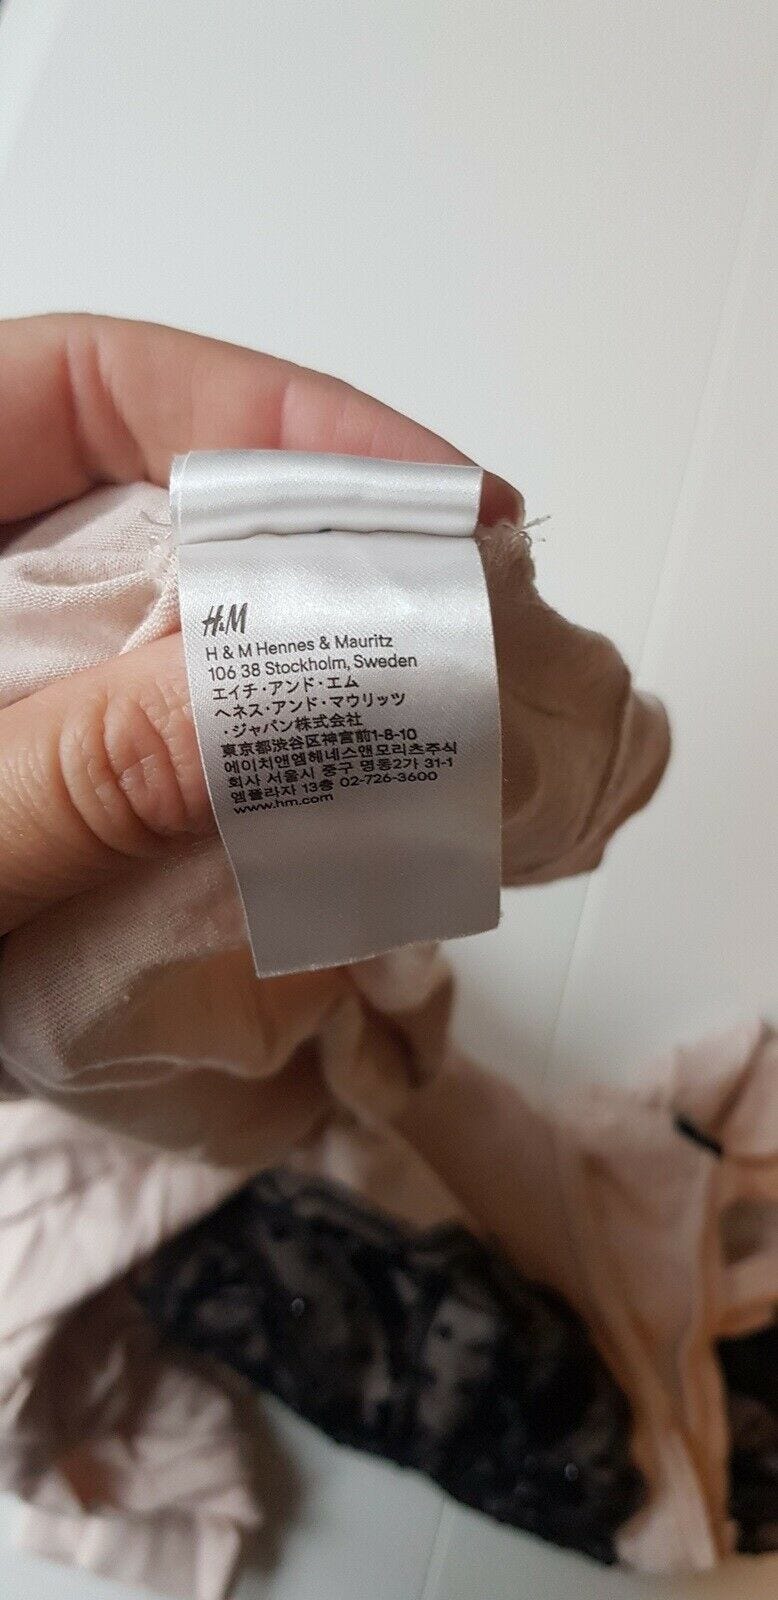 H&M
H & M Hennes & Mauritz
106 38 Stockholm, Sweden
エイチ・アンド・エム
ヘネス・アンド・マウリッツ
・ジャパン株式会社
東京都渋谷区神宮前1-8-10
에이치앤엠헤네스앤모리츠주식
회사 서울시 중구 명동2가 31-1
엠플라자 13층 02-726-3600
www.hm.com